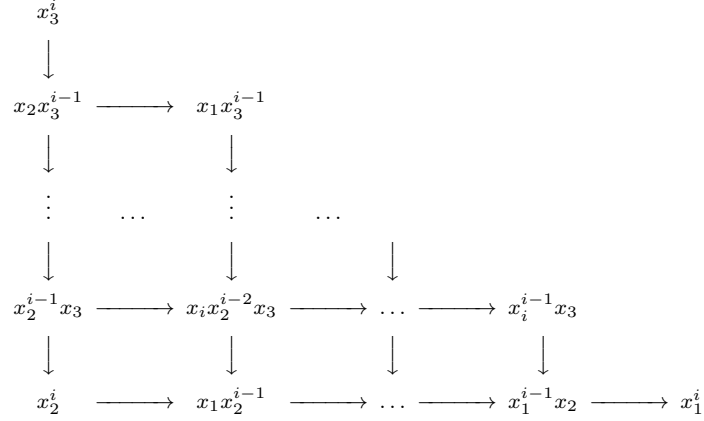 $x_3^i$
$x_2x_3^{i-1}$ ⟶ $x_1x_3^{i-1}$
⋮ … ⋮ …
$x_2^{i-1}x_3$ ⟶ $x_ix_2^{i-2}x_3$ ⟶ … ⟶ $x_i^{i-1}x_3$
$x_2^i$ ⟶ $x_1x_2^{i-1}$ ⟶ … ⟶ $x_1^{i-1}x_2$ ⟶ $x_1^i$